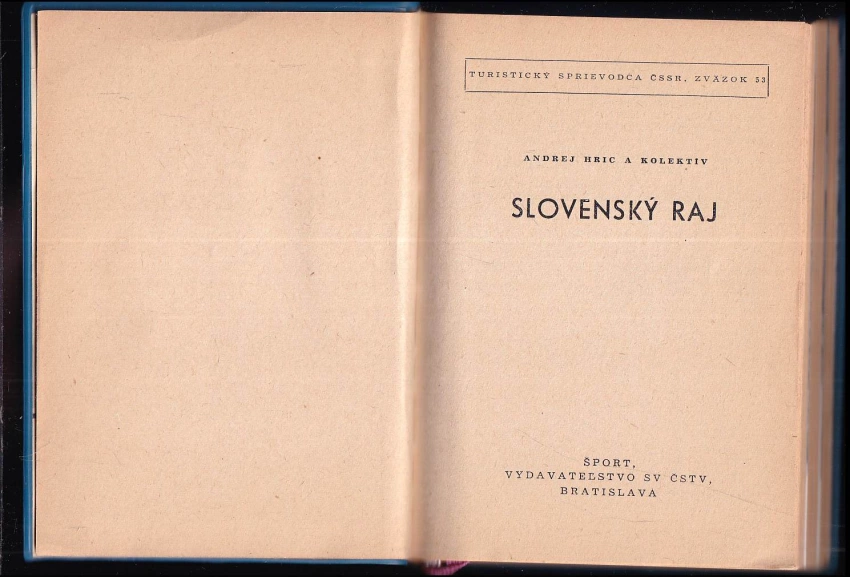 TURISTICKÝ SPRIEVODCA ČSSR, ZVÄZOK 53
ANDREJ HRIC A KOLEKTÍV
SLOVENSKÝ RAJ
ŠPORT,
VYDAVATEĽSTVO SV ČSTV,
BRATISLAVA